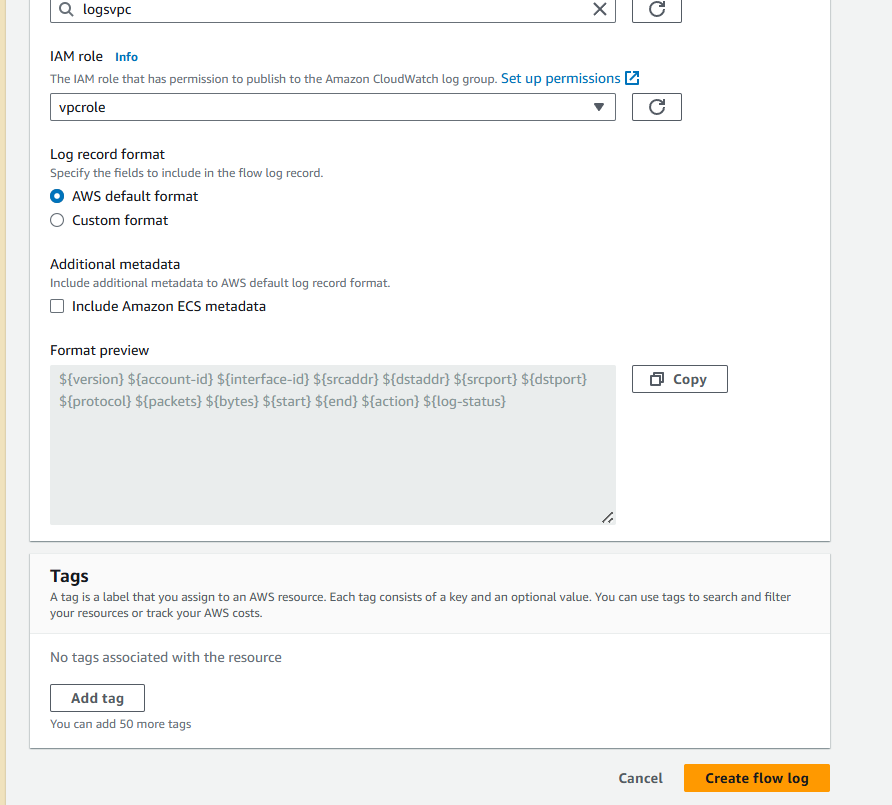 logsvpc
IAM role Info
The IAM role that has permission to publish to the Amazon CloudWatch log group. Set up permissions
vpcrole
Log record format
Specify the fields to include in the flow log record.
AWS default format
Custom format
Additional metadata
Include additional metadata to AWS default log record format.
Include Amazon ECS metadata
Format preview
${version} ${account-id} ${interface-id} ${srcaddr} ${dstaddr} ${srcport} ${dstport}
${protocol} ${packets} ${bytes} ${start} ${end} ${action} ${log-status}
Copy
Tags
A tag is a label that you assign to an AWS resource. Each tag consists of a key and an optional value. You can use tags to search and filter
your resources or track your AWS costs.
No tags associated with the resource
Add tag
You can add 50 more tags
Cancel
Create flow log